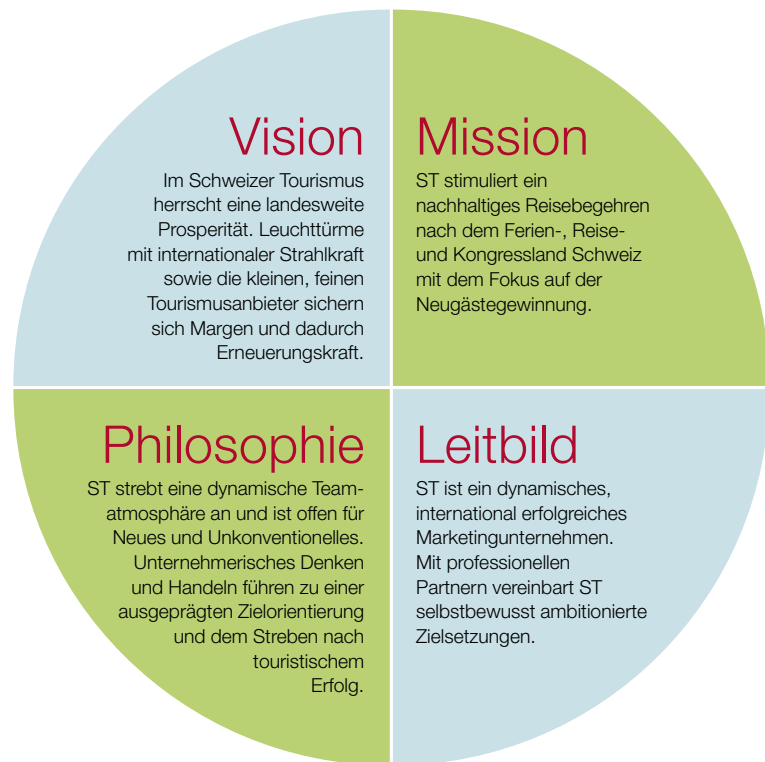 Vision
Im Schweizer Tourismus
herrscht eine landesweite
Prosperität. Leuchttürme
mit internationaler Strahlkraft
sowie die kleinen, feinen
Tourismusanbieter sichern
sich Margen und dadurch
Erneuerungskraft.
Mission
ST stimuliert ein
nachhaltiges Reisebegehren
nach dem Ferien-, Reise-
und Kongressland Schweiz
mit dem Fokus auf der
Neugästegewinnung.
Philosophie
ST strebt eine dynamische Team-
atmosphäre an und ist offen für
Neues und Unkonventionelles.
Unternehmerisches Denken
und Handeln führen zu einer
ausgeprägten Zielorientierung
und dem Streben nach
touristischem
Erfolg.
Leitbild
ST ist ein dynamisches,
international erfolgreiches
Marketingunternehmen.
Mit professionellen
Partnern vereinbart ST
selbstbewusst ambitionierte
Zielsetzungen.